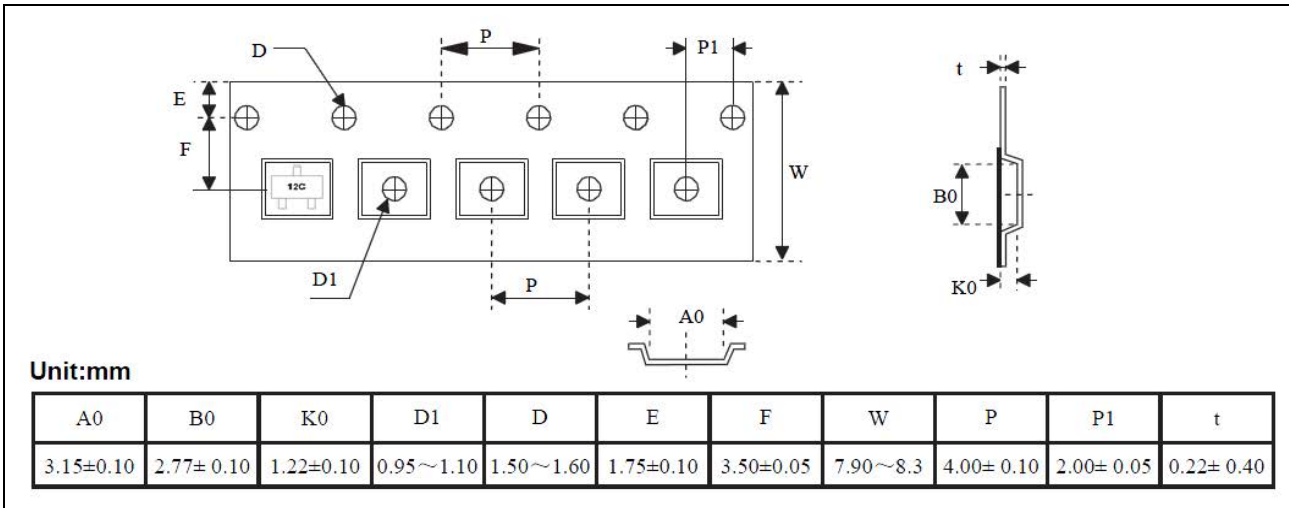 P
P1
D
t
E
F
12C
W
B0
D1
P
K0
A0
Unit:mm
A0 B0 K0 D1 D E F W P P1 t
3.15±0.10 2.77± 0.10 1.22±0.10 0.95～1.10 1.50～1.60 1.75±0.10 3.50±0.05 7.90～8.3 4.00± 0.10 2.00± 0.05 0.22± 0.40